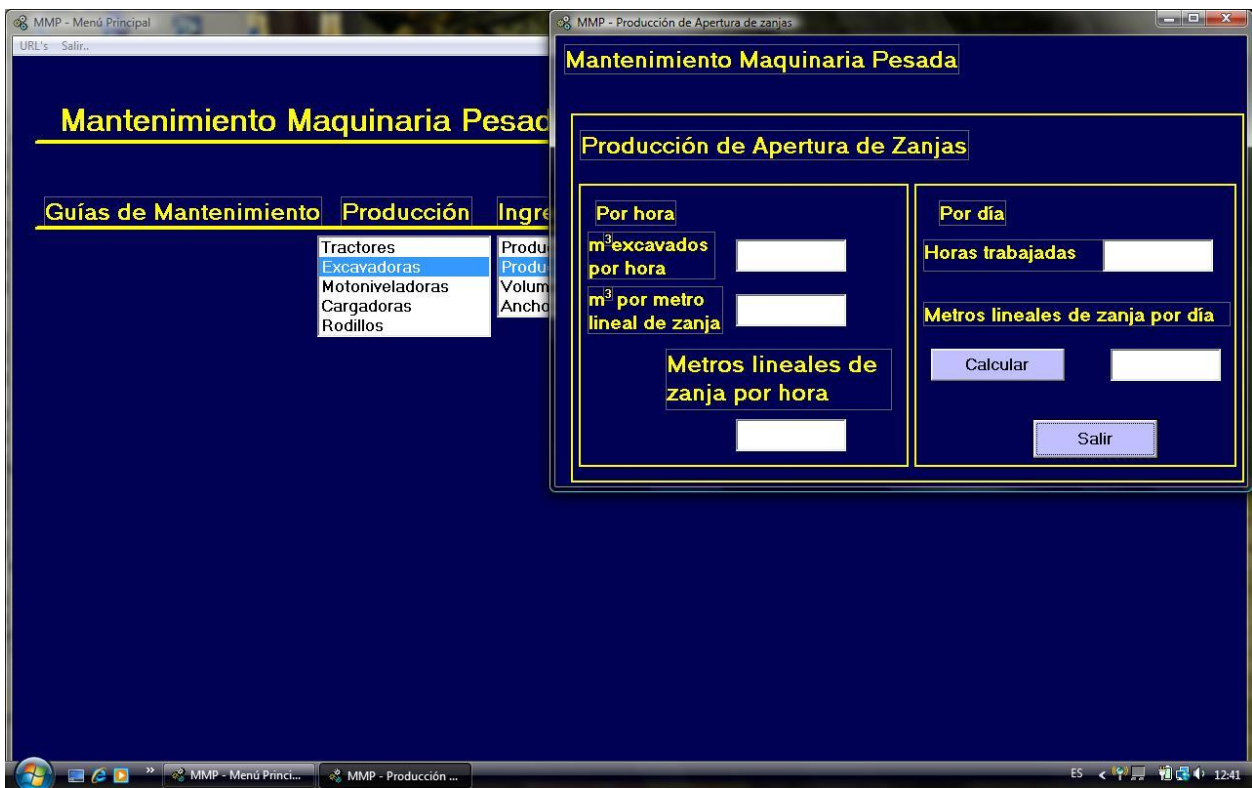 MMP - Menú Principal
URL's Salir..
Mantenimiento Maquinaria Pesad
Guías de Mantenimiento Producción Ingre
Tractores
Excavadoras
Motoniveladoras
Cargadoras
Rodillos
Produ
Produ
Volum
Ancho
MMP - Producción de Apertura de zanjas
Mantenimiento Maquinaria Pesada
Producción de Apertura de Zanjas
Por hora
m³excavados
por hora
m³ por metro
lineal de zanja
Metros lineales de
zanja por hora
Por día
Horas trabajadas
Metros lineales de zanja por día
Calcular
Salir
MMP - Menú Princi...
MMP - Producción ...
ES
12:41